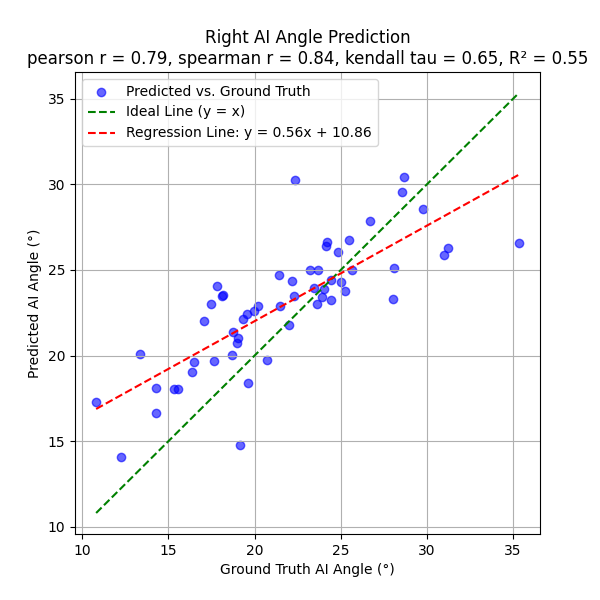 Right AI Angle Prediction
pearson r = 0.79, spearman r = 0.84, kendall tau = 0.65, R² = 0.55
Predicted vs. Ground Truth
Ideal Line (y = x)
Regression Line: y = 0.56x + 10.86
Predicted AI Angle (°)
35
30
25
20
15
10
10 15 20 25 30 35
Ground Truth AI Angle (°)